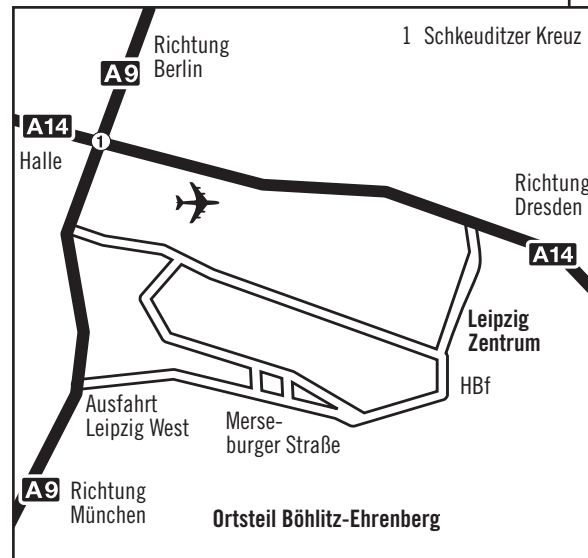 1 Schkeuditzer Kreuz
Richtung
Berlin
A9
A14
1
Halle
Richtung
Dresden
A14
Leipzig
Zentrum
HBf
Ausfahrt
Leipzig West
Merse-
burger Straße
A9
Richtung
München
Ortsteil Böhlitz-Ehrenberg